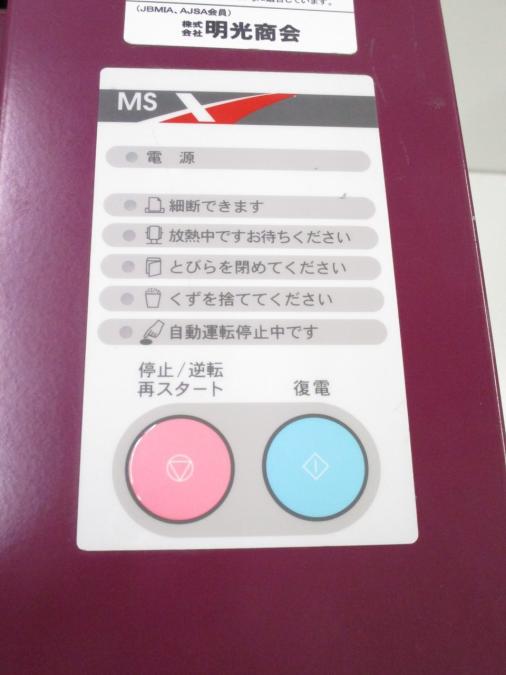 (JBMIA、AJSA会員)
株式会社 明光商会
MS X
電 源
細断できます
放熱中ですお待ちください
とびらを閉めてください
くずを捨ててください
自動運転停止中です
停止/逆転
再スタート
復電